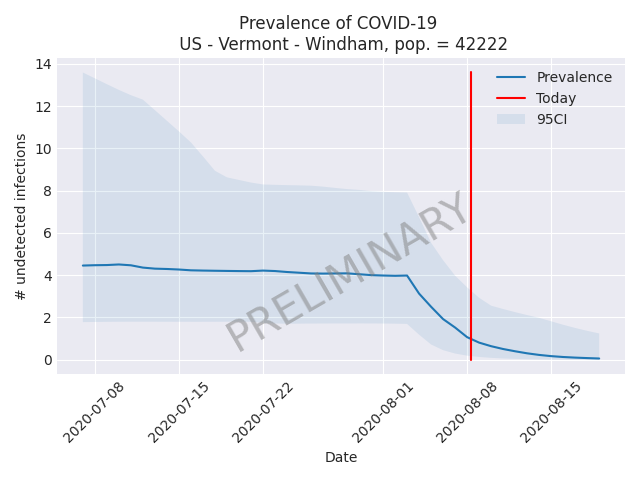 Prevalence of COVID-19
US - Vermont - Windham, pop. = 42222
14
12
10
8
6
4
2
0
# undetected infections
Prevalence
Today
95CI
PRELIMINARY
2020-07-08
2020-07-15
2020-07-22
2020-08-01
2020-08-08
2020-08-15
Date